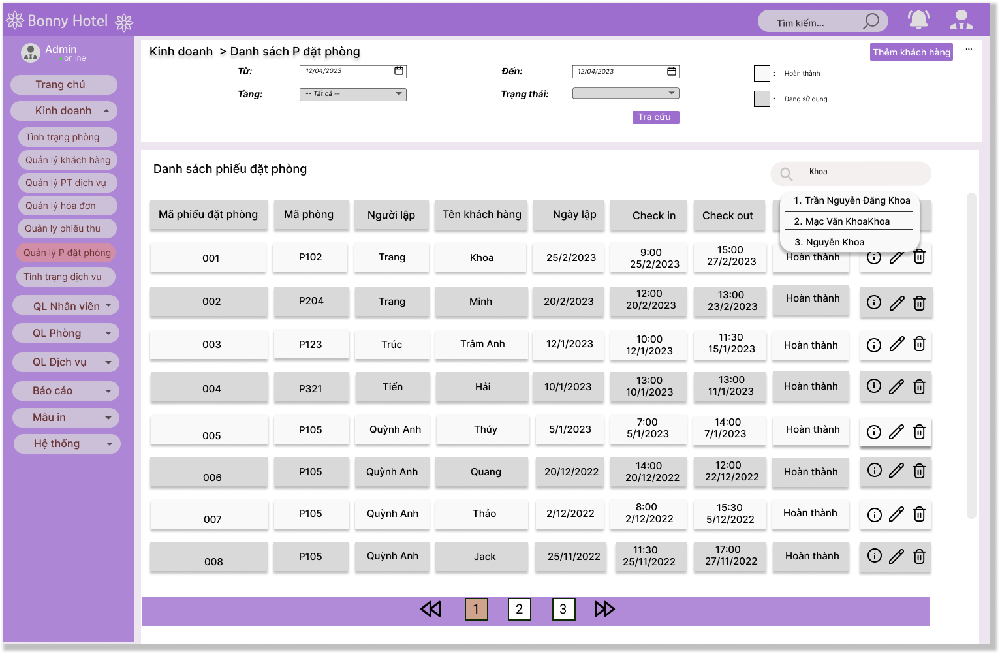 Bonny Hotel
Tìm kiếm...
Admin
online
Trang chủ
Kinh doanh
Tình trạng phòng
Quản lý khách hàng
Quản lý PT dịch vụ
Quản lý hóa đơn
Quản lý phiếu thu
Quản lý P đặt phòng
Tình trạng dịch vụ
QL Nhân viên
QL Phòng
QL Dịch vụ
Báo cáo
Mẫu in
Hệ thống
Kinh doanh > Danh sách P đặt phòng
Thêm khách hàng
...
Từ: 12/04/2023 Đến: 12/04/2023 : Hoàn thành
Tầng: -- Tất cả -- Trạng thái: : Đang sử dụng
Tra cứu
Danh sách phiếu đặt phòng
Khoa
1. Trần Nguyễn Đăng Khoa
2. Mạc Văn KhoaKhoa
3. Nguyễn Khoa
Mã phiếu đặt phòng Mã phòng Người lập Tên khách hàng Ngày lập Check in Check out
001 P102 Trang Khoa 25/2/2023 9:00 25/2/2023 15:00 27/2/2023 Hoàn thành
002 P204 Trang Minh 20/2/2023 12:00 20/2/2023 13:00 23/2/2023 Hoàn thành
003 P123 Trúc Trâm Anh 12/1/2023 10:00 12/1/2023 11:30 15/1/2023 Hoàn thành
004 P321 Tiến Hải 10/1/2023 13:00 10/1/2023 13:00 11/1/2023 Hoàn thành
005 P105 Quỳnh Anh Thúy 5/1/2023 7:00 5/1/2023 14:00 7/1/2023 Hoàn thành
006 P105 Quỳnh Anh Quang 20/12/2022 14:00 20/12/2022 12:00 22/12/2022 Hoàn thành
007 P105 Quỳnh Anh Thảo 2/12/2022 8:00 2/12/2022 15:30 5/12/2022 Hoàn thành
008 P105 Quỳnh Anh Jack 25/11/2022 11:30 25/11/2022 17:00 27/11/2022 Hoàn thành
1 2 3